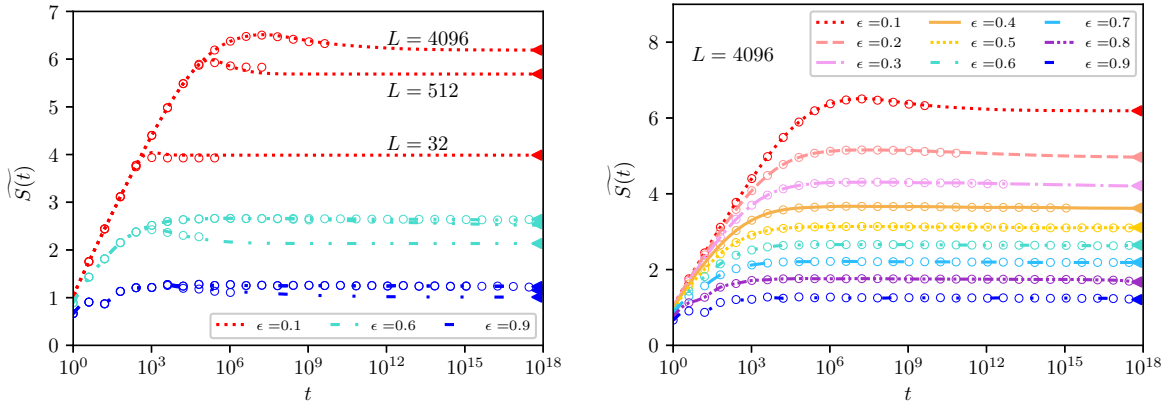 7
6
5
4
3
2
1
0
S̃(t)
L = 4096
L = 512
L = 32
ϵ =0.1 ϵ =0.6 ϵ =0.9
10^0 10^3 10^6 10^9 10^12 10^15 10^18
t
8
6
4
2
0
S̃(t)
L = 4096
ϵ =0.1 ϵ =0.4 ϵ =0.7
ϵ =0.2 ϵ =0.5 ϵ =0.8
ϵ =0.3 ϵ =0.6 ϵ =0.9
10^0 10^3 10^6 10^9 10^12 10^15 10^18
t